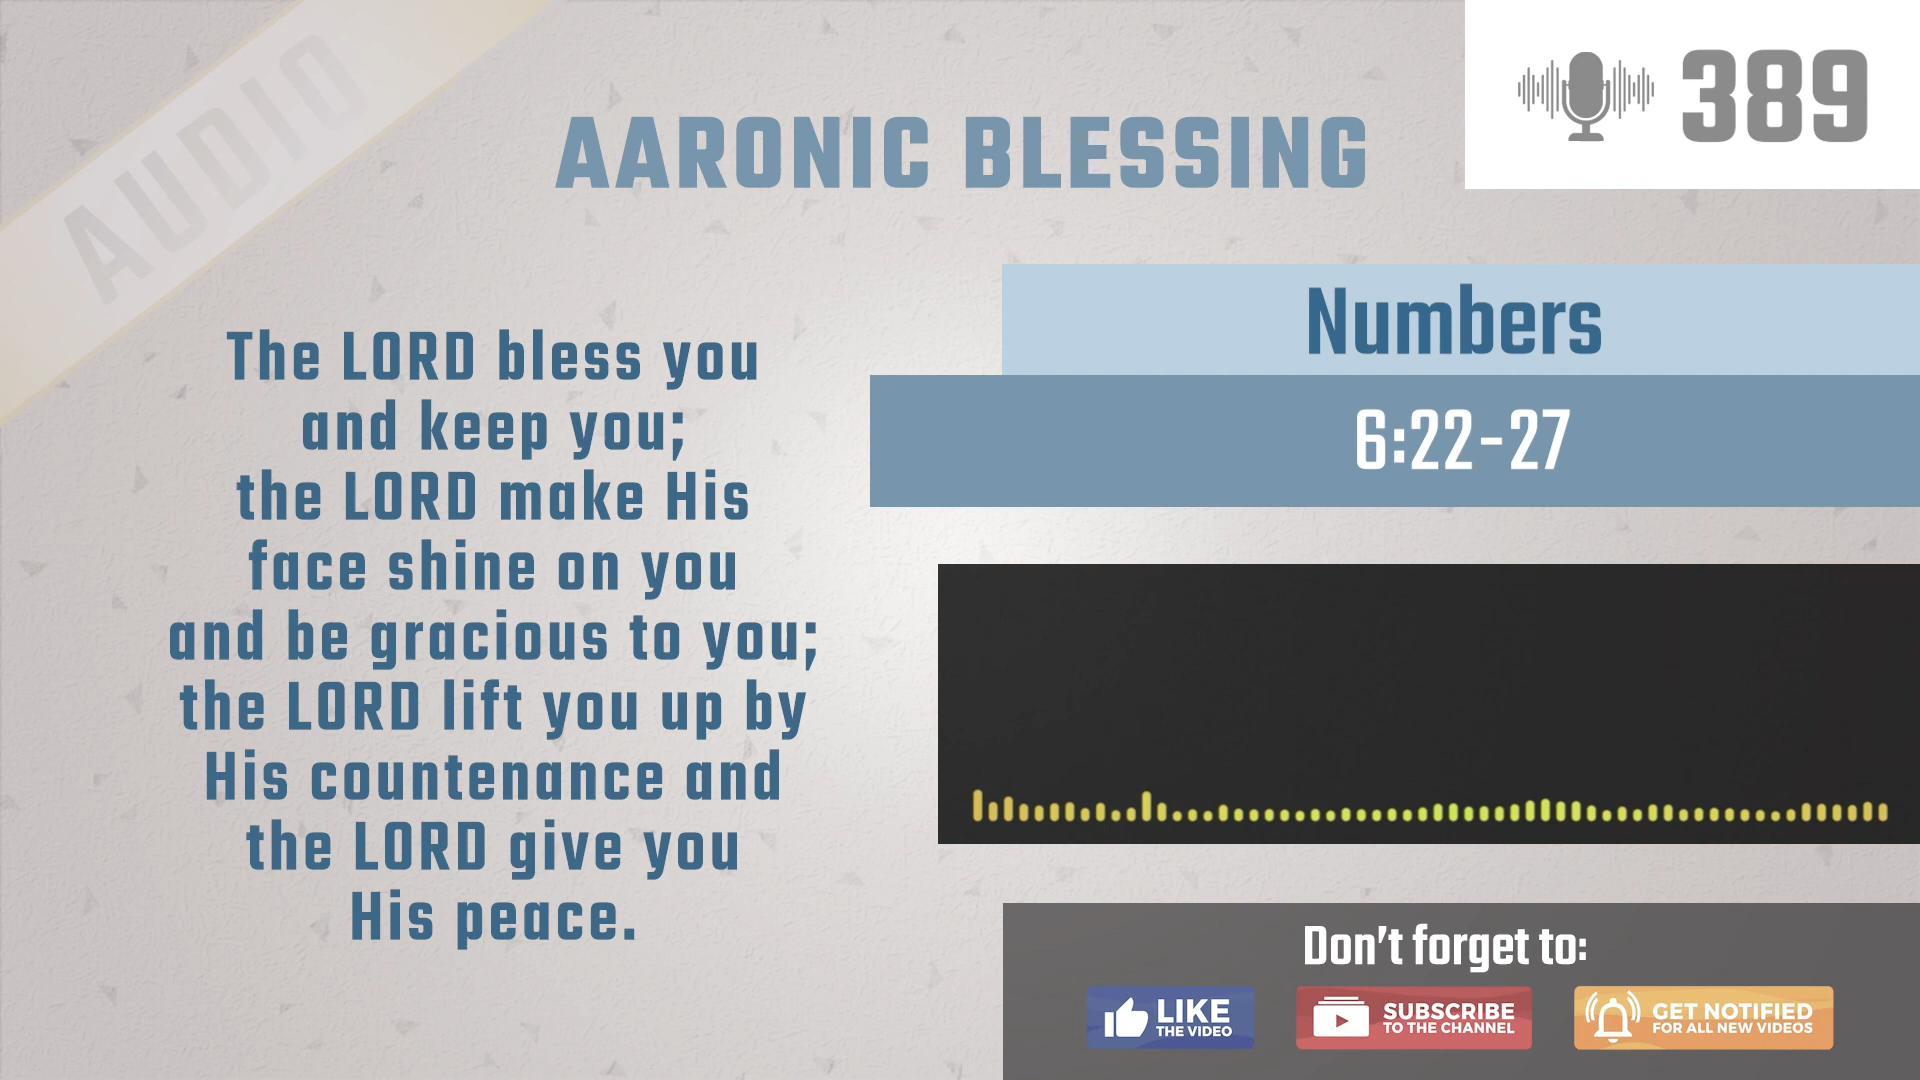 AUDIO
389
AARONIC BLESSING
Numbers
6:22-27
The LORD bless you
and keep you;
the LORD make His
face shine on you
and be gracious to you;
the LORD lift you up by
His countenance and
the LORD give you
His peace.
Don't forget to:
LIKE
THE VIDEO
SUBSCRIBE
TO THE CHANNEL
GET NOTIFIED
FOR ALL NEW VIDEOS